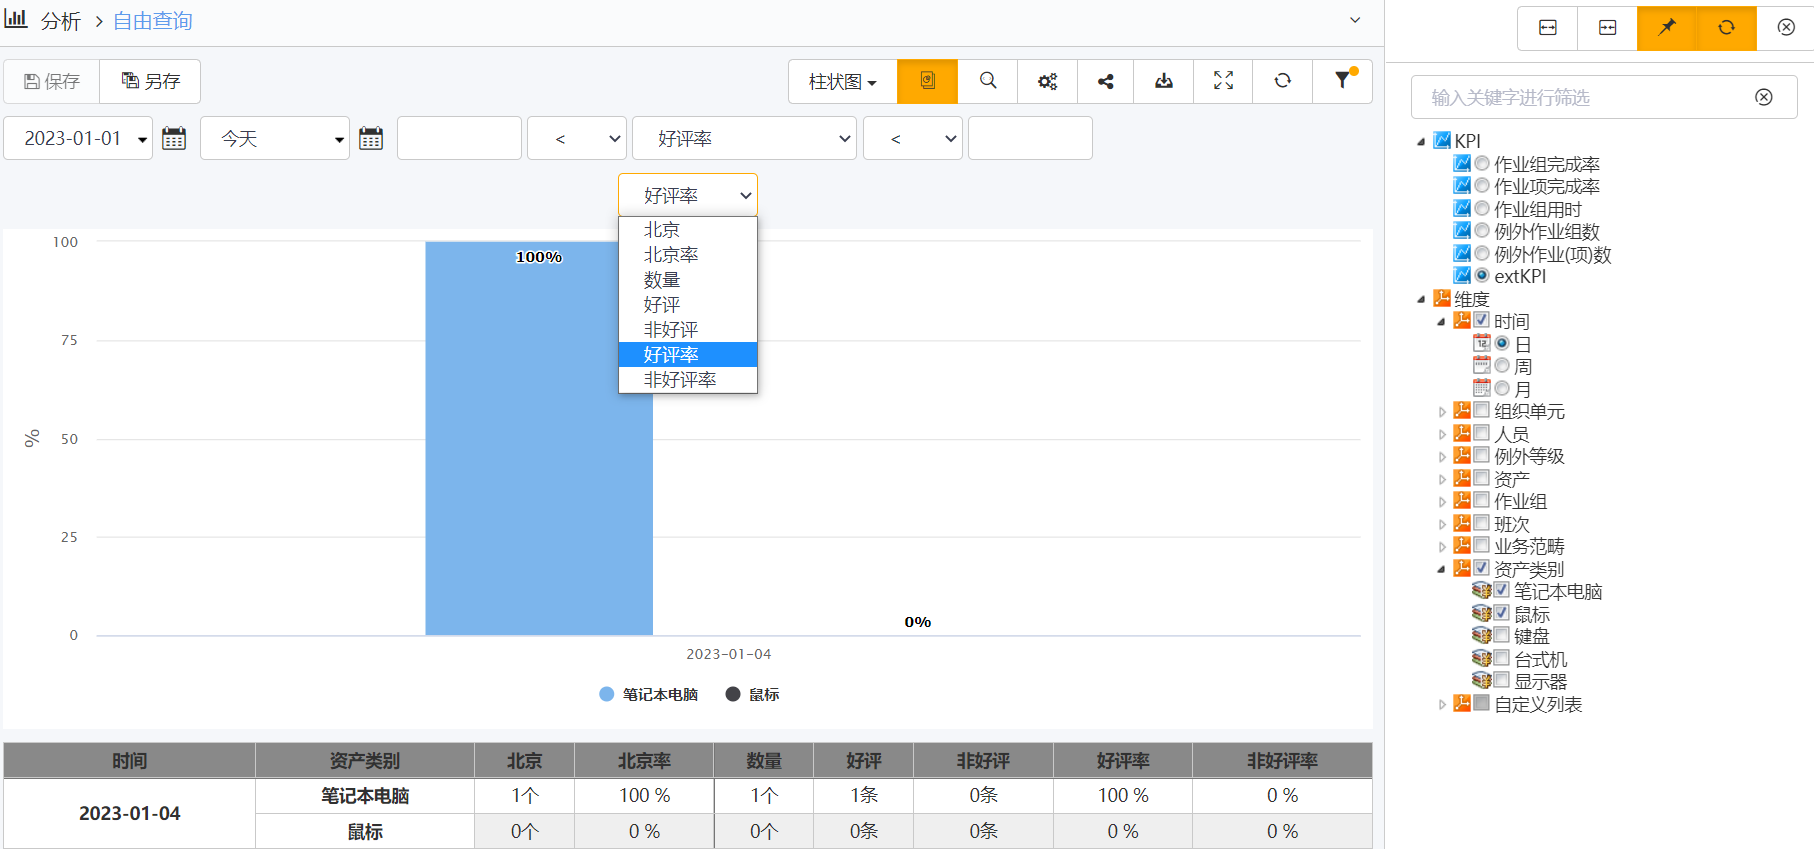 分析 > 自由查询
保存 另存 柱状图
2023-01-01 今天 < 好评率 <
好评率
北京
北京率
数量
好评
非好评
好评率
非好评率
100
75
50
25
0
%
100%
0%
2023-01-04
笔记本电脑 鼠标
时间 资产类别 北京 北京率 数量 好评 非好评 好评率 非好评率
2023-01-04 笔记本电脑 1个 100 % 1个 1条 0条 100 % 0 %
鼠标 0个 0 % 0个 0条 0条 0 % 0 %
输入关键字进行筛选
KPI
作业组完成率
作业项完成率
作业组用时
例外作业组数
例外作业(项)数
extKPI
维度
时间
12 日
周
月
组织单元
人员
例外等级
资产
作业组
班次
业务范畴
资产类别
笔记本电脑
鼠标
键盘
台式机
显示器
自定义列表